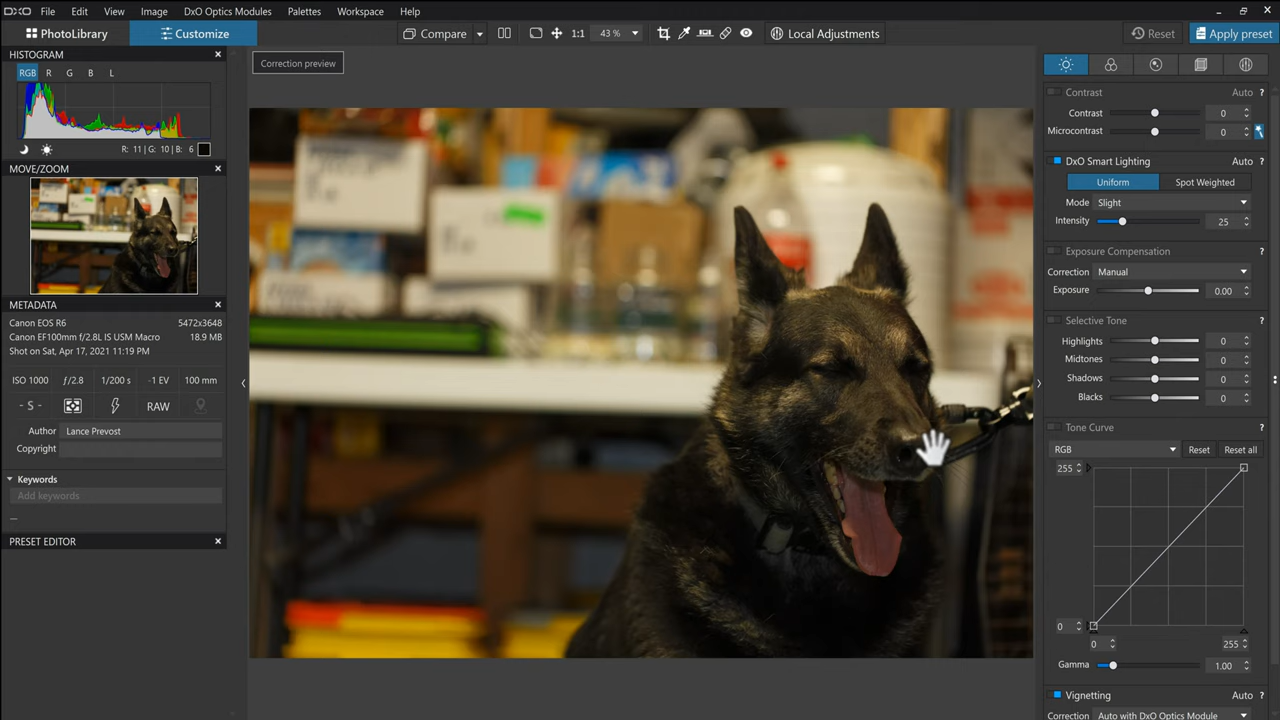 DXO File Edit View Image DxO Optics Modules Palettes Workspace Help
PhotoLibrary Customize Compare 1:1 43 % Local Adjustments Reset Apply preset
HISTOGRAM
RGB R G B L
R: 11 | G: 10 | B: 6
MOVE/ZOOM
METADATA
Canon EOS R6 5472x3648
Canon EF100mm f/2.8L IS USM Macro 18.9 MB
Shot on Sat, Apr 17, 2021 11:19 PM
ISO 1000 ƒ/2.8 1/200 s -1 EV 100 mm
- S - RAW
Author Lance Prevost
Copyright
Keywords
Add keywords
—
PRESET EDITOR
Correction preview
Contrast Auto ?
Contrast 0
Microcontrast 0
DxO Smart Lighting Auto ?
Uniform Spot Weighted
Mode Slight
Intensity 25
Exposure Compensation ?
Correction Manual
Exposure 0.00
Selective Tone ?
Highlights 0
Midtones 0
Shadows 0
Blacks 0
Tone Curve ?
RGB Reset Reset all
255
0
0 255
Gamma 1.00
Vignetting Auto ?
Correction Auto with DxO Optics Module